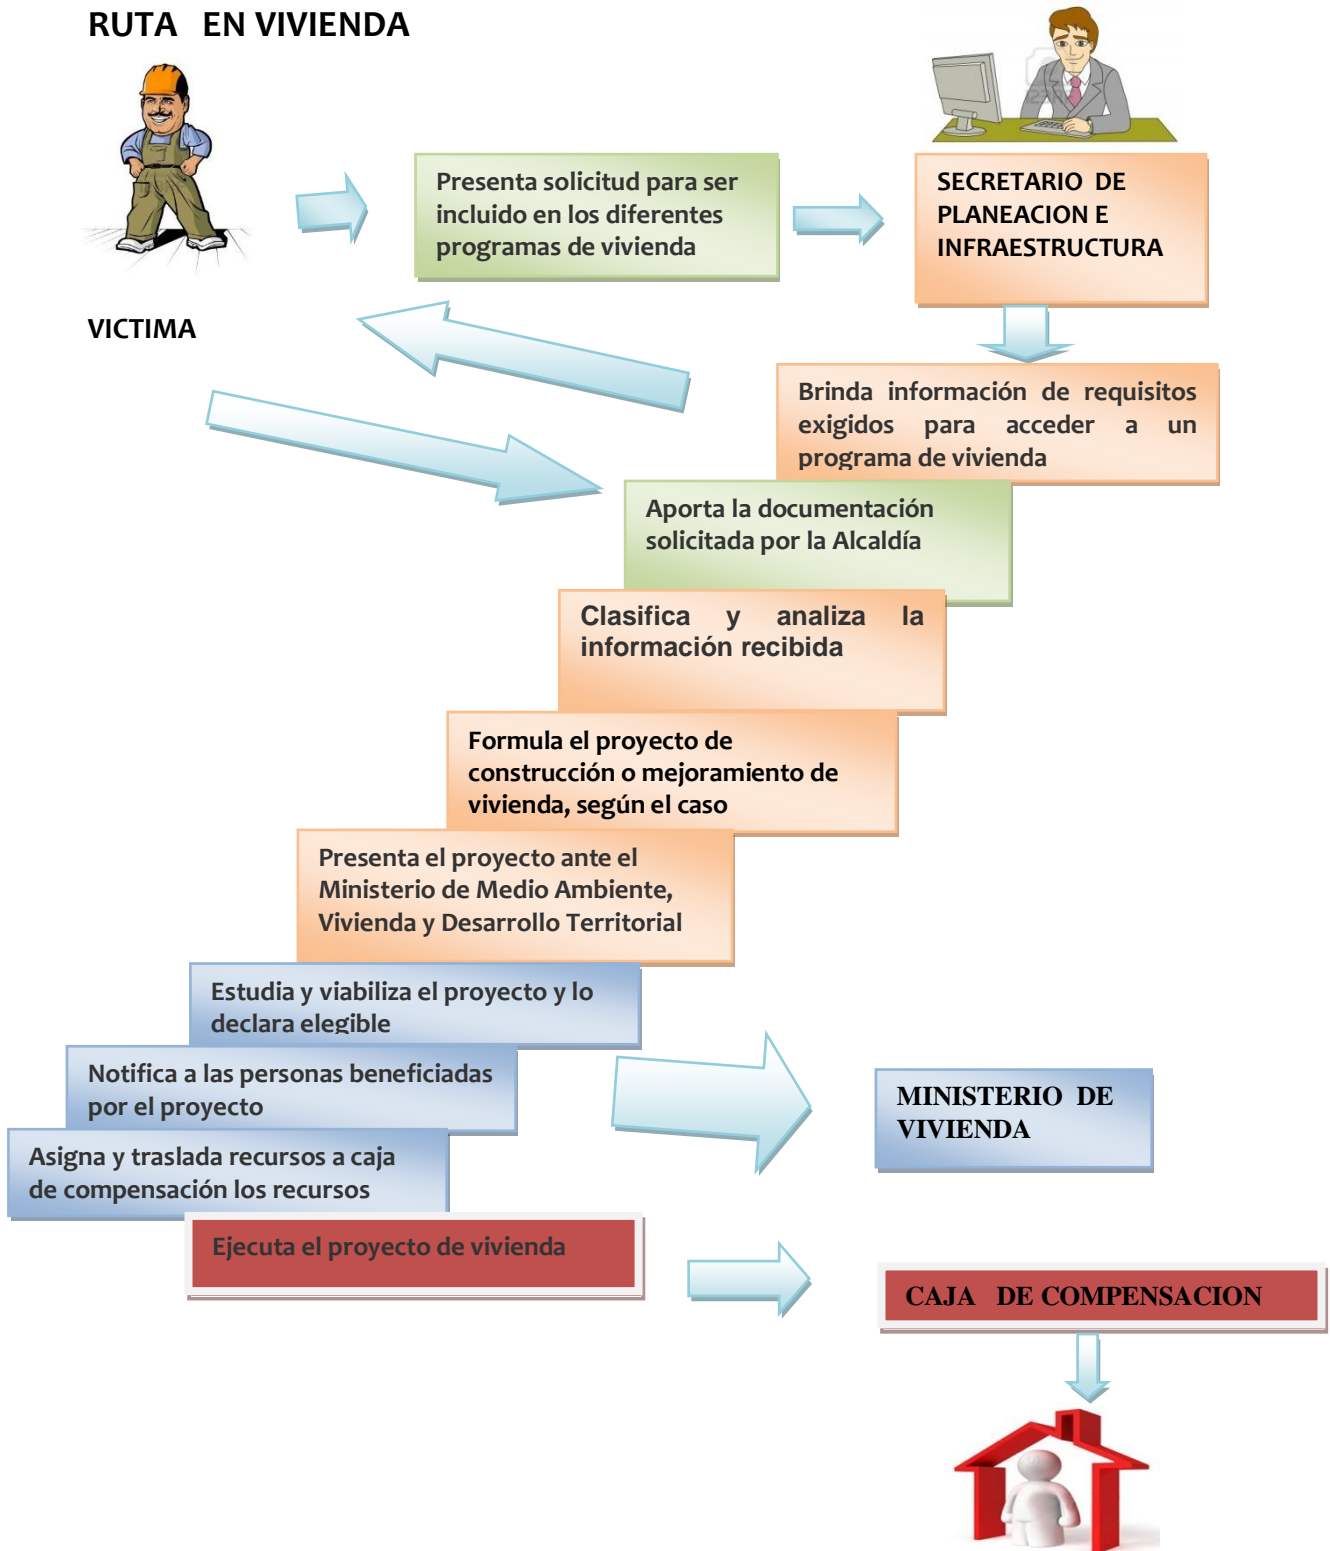 RUTA EN VIVIENDA
Presenta solicitud para ser
incluido en los diferentes
programas de vivienda
SECRETARIO DE
PLANEACION E
INFRAESTRUCTURA
VICTIMA
Brinda información de requisitos
exigidos para acceder a un
programa de vivienda
Aporta la documentación
solicitada por la Alcaldía
Clasifica y analiza la
información recibida
Formula el proyecto de
construcción o mejoramiento de
vivienda, según el caso
Presenta el proyecto ante el
Ministerio de Medio Ambiente,
Vivienda y Desarrollo Territorial
Estudia y viabiliza el proyecto y lo
declara elegible
Notifica a las personas beneficiadas
por el proyecto
MINISTERIO DE
VIVIENDA
Asigna y traslada recursos a caja
de compensación los recursos
Ejecuta el proyecto de vivienda
CAJA DE COMPENSACION